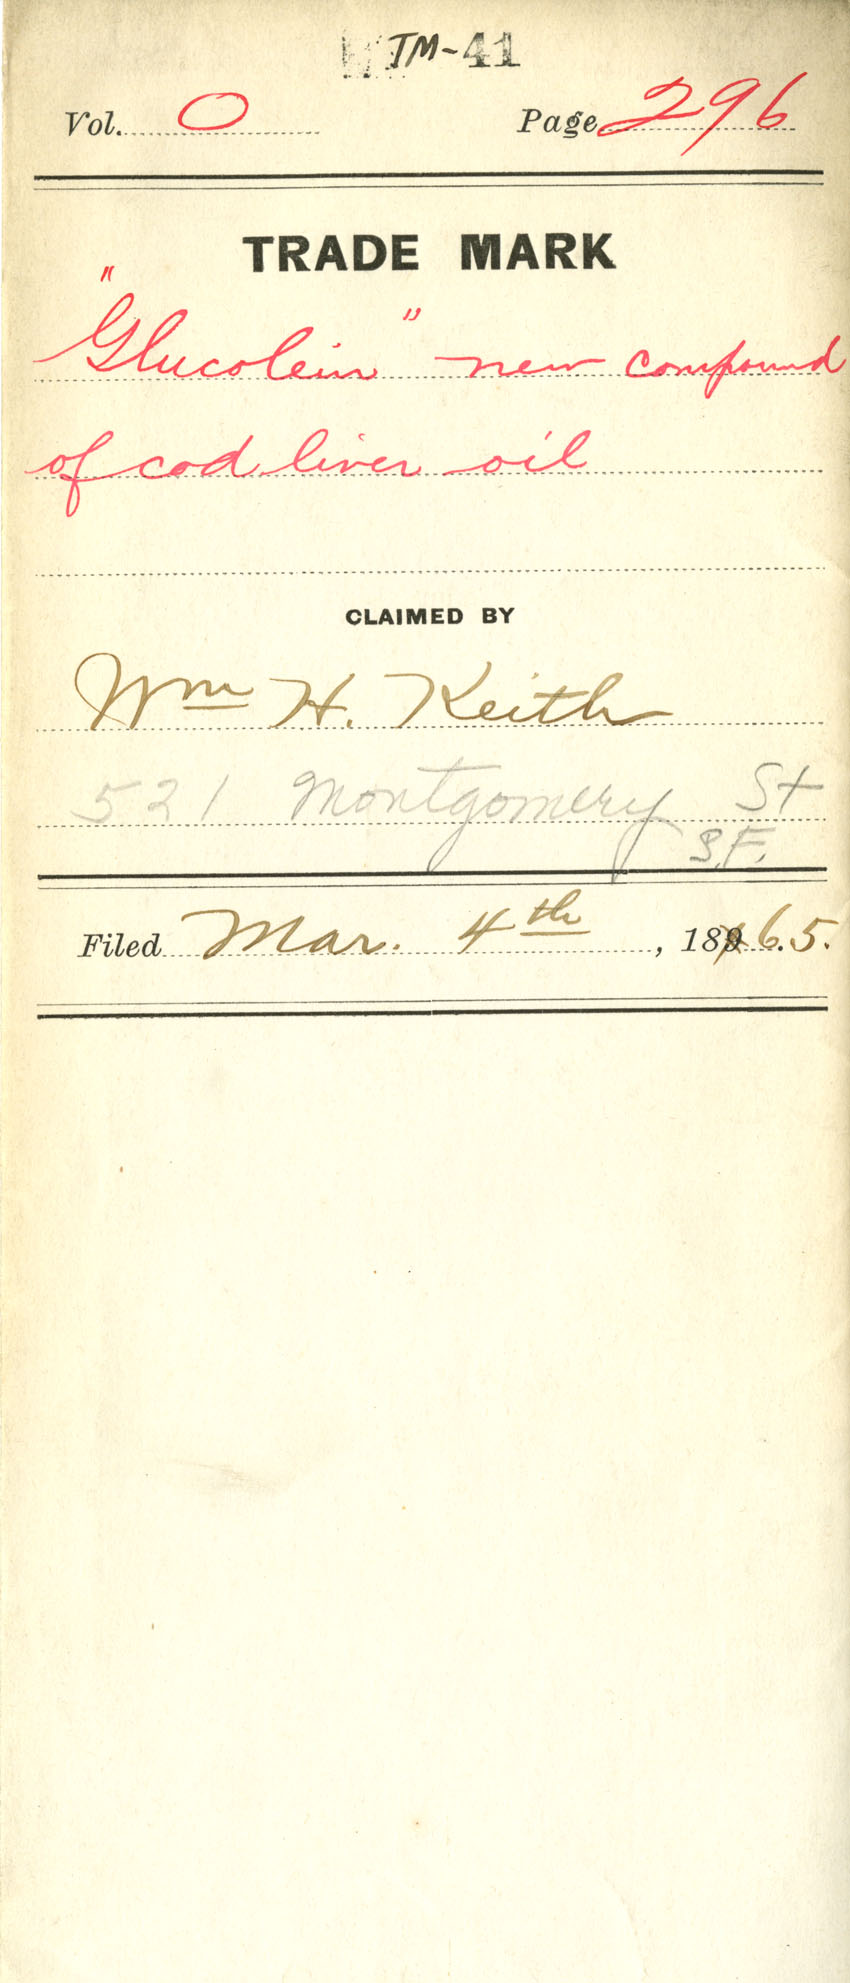 TM-41
Vol. O Page 296
TRADE MARK
"Glucolein" new compound
of cod liver oil
CLAIMED BY
Wm H. Keith
521 Montgomery St
S.F.
Filed Mar. 4th, 1865.